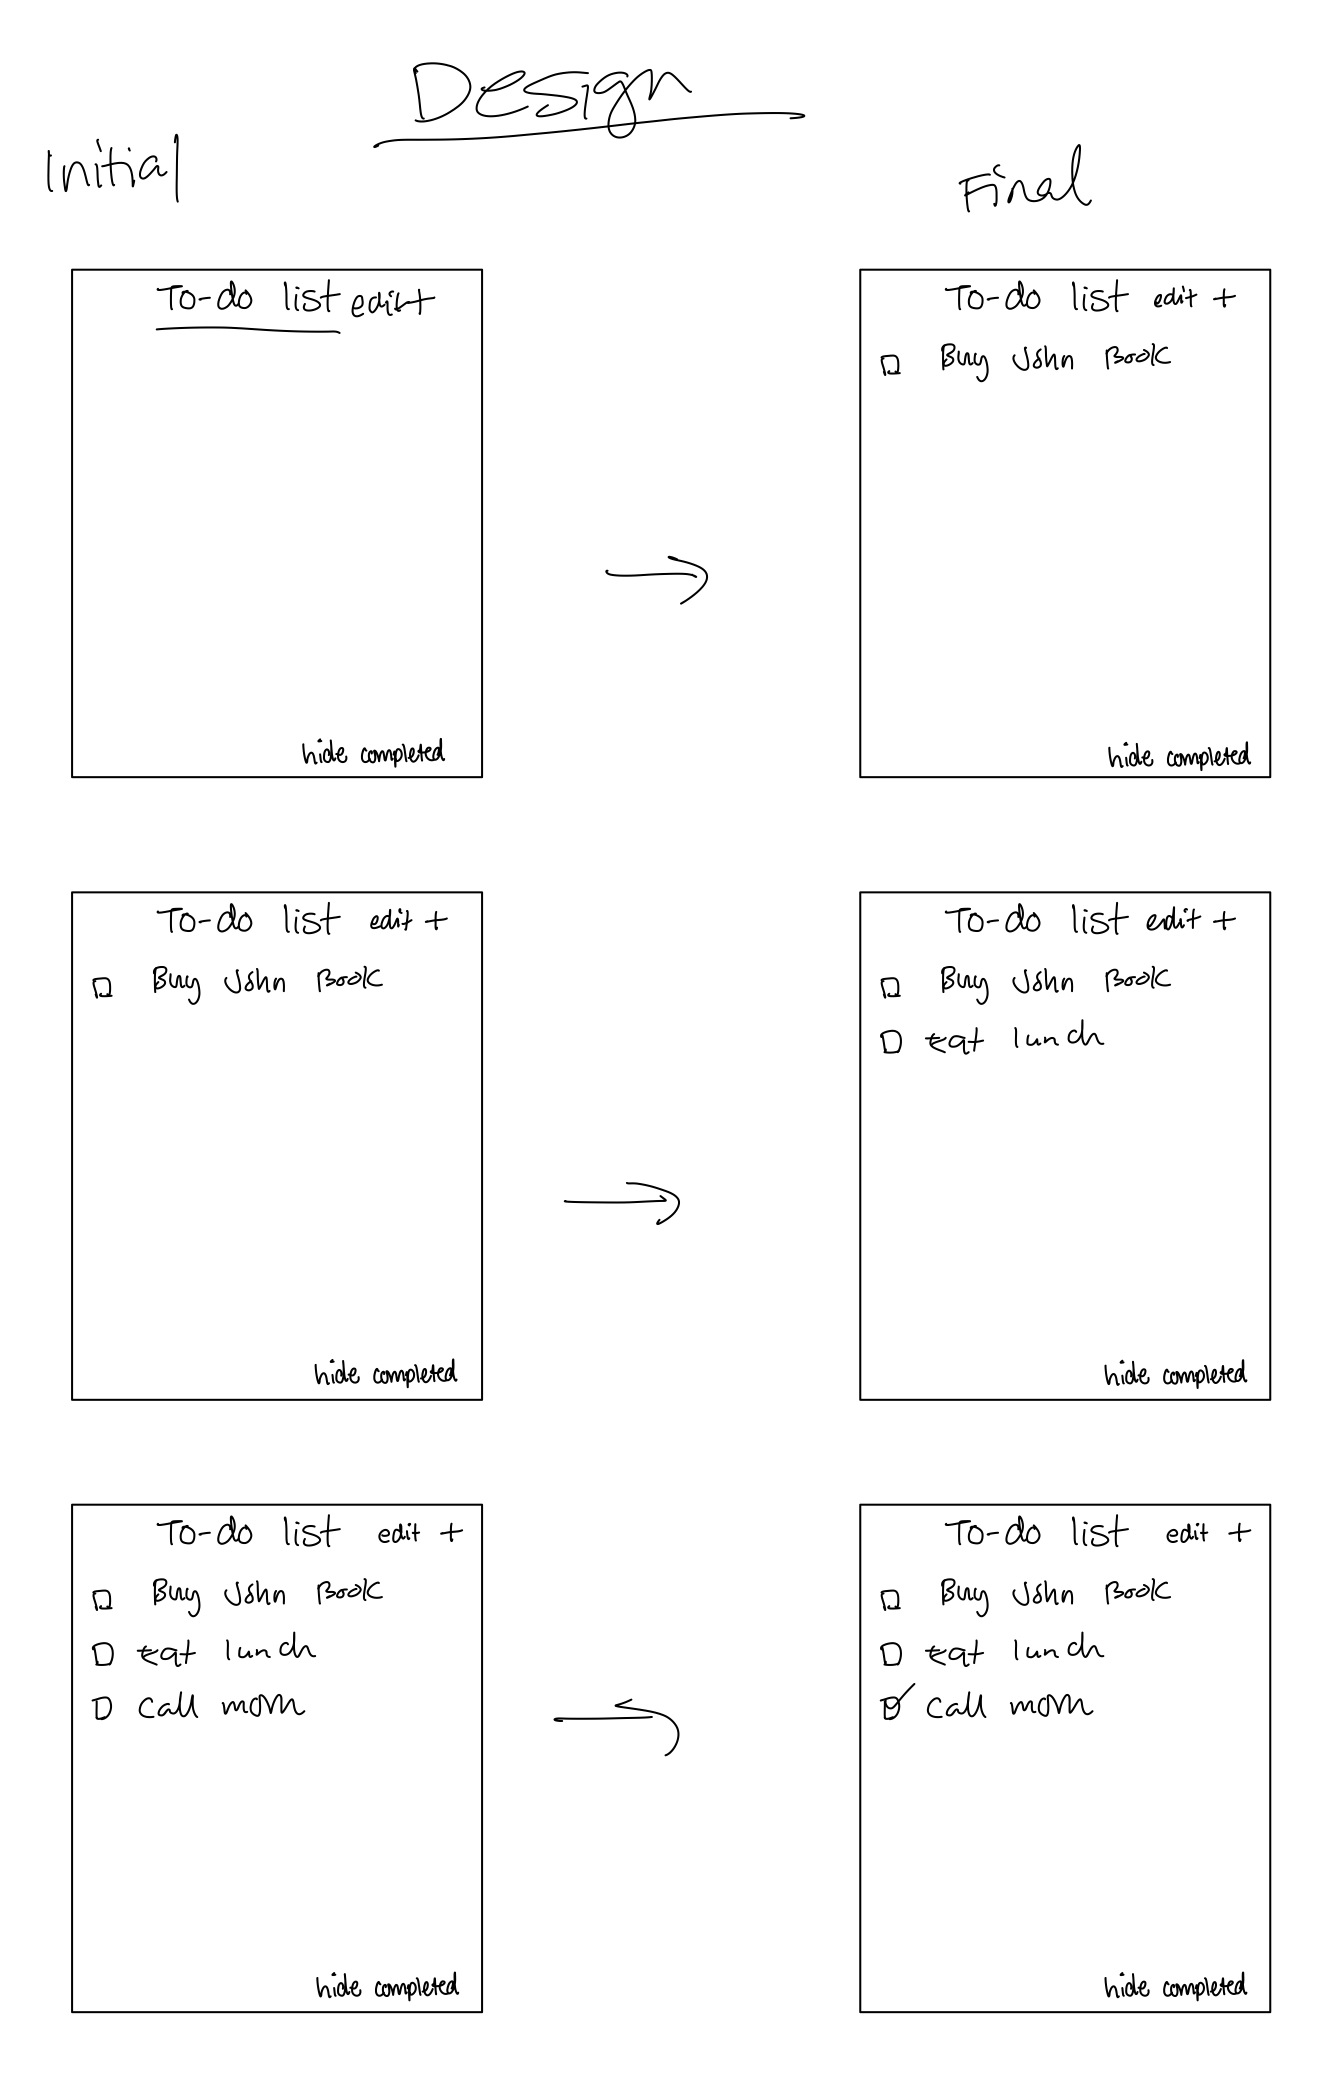 Design
Initial
Final
To-do list edit +
hide completed
To-do list edit +
Buy John Book
hide completed
To-do list edit +
Buy John Book
hide completed
To-do list edit +
Buy John Book
eat lunch
hide completed
To-do list edit +
Buy John Book
eat lunch
call mom
hide completed
To-do list edit +
Buy John Book
eat lunch
call mom
hide completed